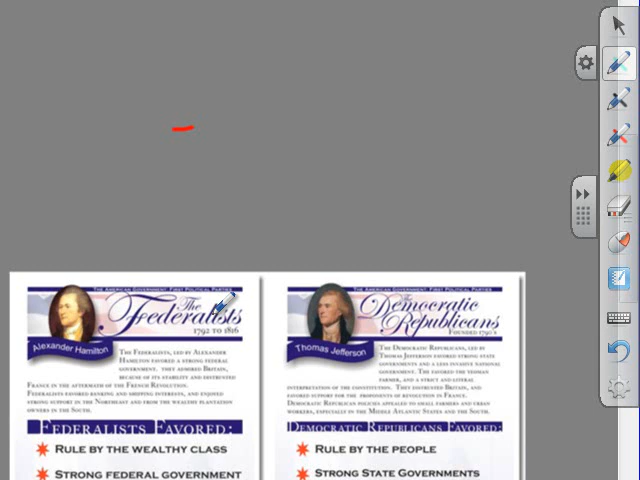 The American Government: First Political Parties
The Federalists
1792 to 1816
Alexander Hamilton
The Federalists, led by Alexander
Hamilton favored a strong federal
government. They admired Britain,
because of its stability and distrusted
France in the aftermath of the French Revolution.
Federalists favored banking and shipping interests, and enjoyed
strong support in the Northeast and from the wealthy plantation
owners in the South.
Federalists Favored:
Rule by the wealthy class
Strong federal government
The American Government: First Political Parties
The Democratic Republicans
Founded 1790's
Thomas Jefferson
The Democratic Republicans, led by
Thomas Jefferson favored strong state
governments and a less invasive national
government. The favored the yeoman
farmer, and a strict and literal
interpretation of the constitution. They distrusted Britain, and
favored support for the proponents of revolution in France.
Democratic Republican policies appealed to small farmers and urban
workers, especially in the Middle Atlantic States and the South.
Democratic Republicans Favored:
Rule by the people
Strong State Governments